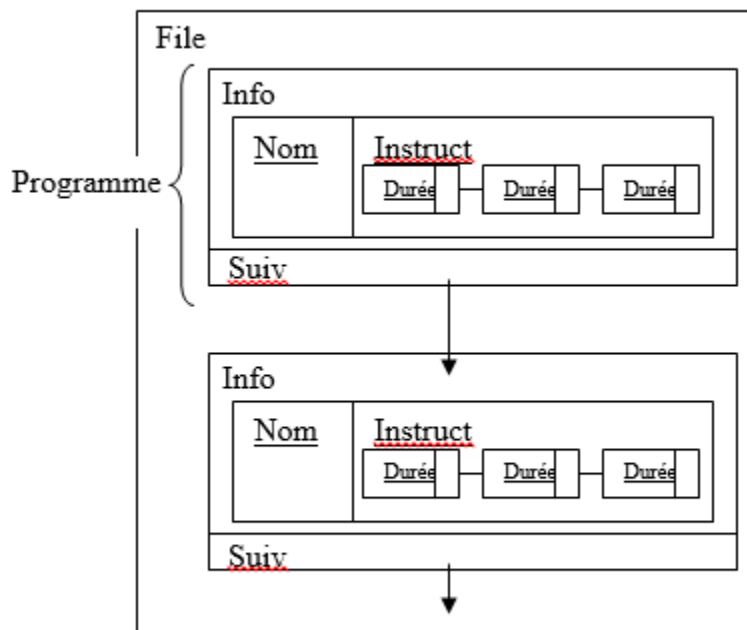 File
Info
Nom Instruct
Programme
Durée Durée Durée
Suiv
Info
Nom Instruct
Durée Durée Durée
Suiv